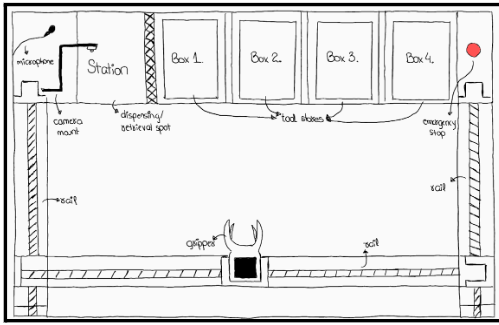 microphone
Station
Box 1.
Box 2.
Box 3.
Box 4.
camera
mount
dispensing/
retrieval spot
tool stores
emergency
stop
rail
rail
gripper
rail